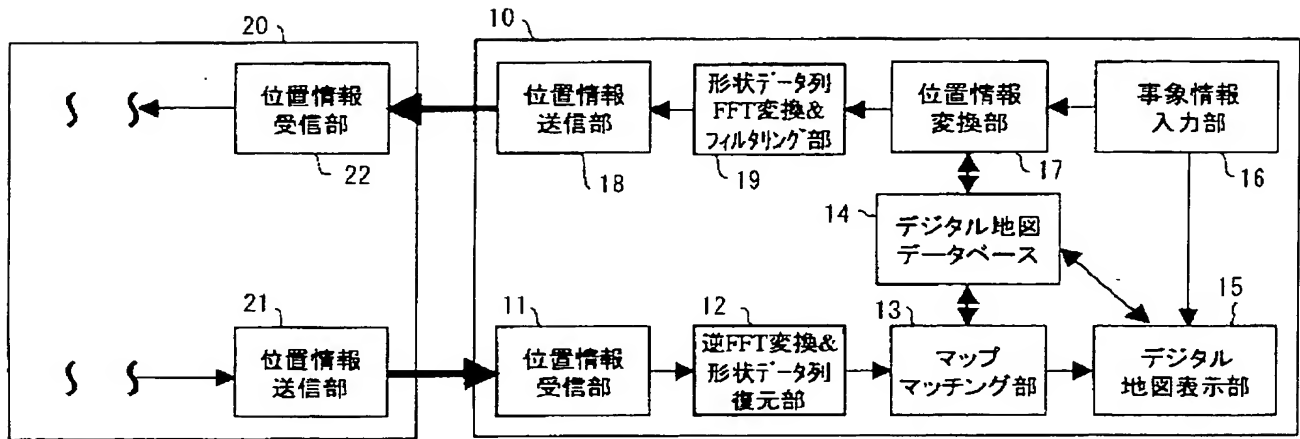 20
10
位置情報
受信部
22
位置情報
送信部
18
形状データ列
FFT変換&
フィルタリング部
19
位置情報
変換部
17
事象情報
入力部
16
14
デジタル地図
データベース
21
位置情報
送信部
11
位置情報
受信部
12
逆FFT変換&
形状データ列
復元部
13
マップ
マッチング部
15
デジタル
地図表示部